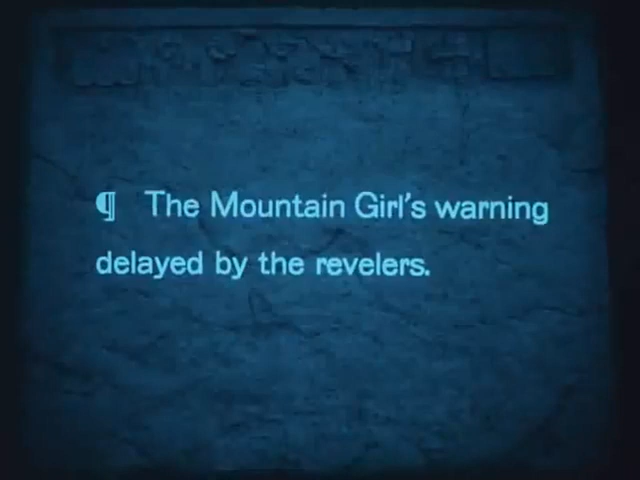 ¶ The Mountain Girl's warning
delayed by the revelers.